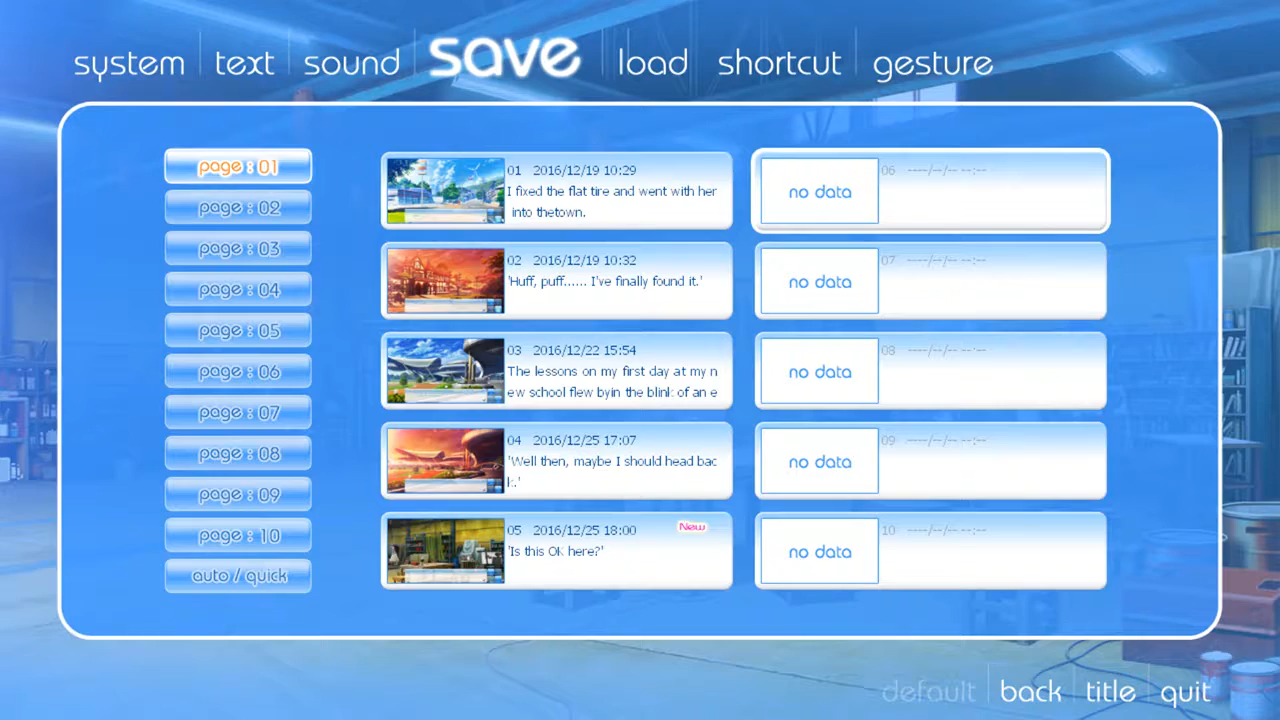 system text sound save load shortcut gesture
page : 01
page : 02
page : 03
page : 04
page : 05
page : 06
page : 07
page : 08
page : 09
page : 10
auto / quick
01 2016/12/19 10:29
I fixed the flat tire and went with her
into thetown.
02 2016/12/19 10:32
'Huff, puff...... I've finally found it.'
03 2016/12/22 15:54
The lessons on my first day at my n
ew school flew byin the blink of an e
04 2016/12/25 17:07
'Well then, maybe I should head bac
k.'
05 2016/12/25 18:00 New
'Is this OK here?'
06 ----/--/-- --:--
no data
07 ----/--/-- --:--
no data
08 ----/--/-- --:--
no data
09 ----/--/-- --:--
no data
10 ----/--/-- --:--
no data
default back title quit